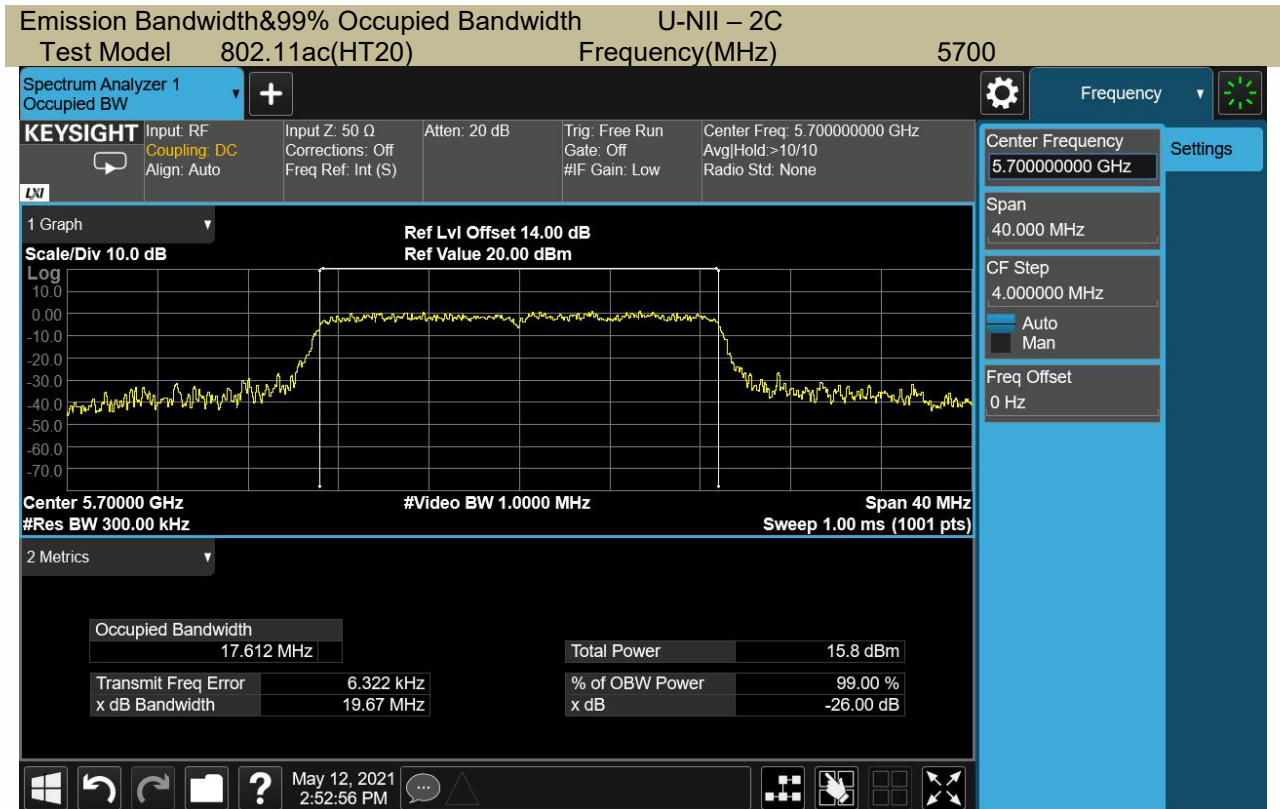 Emission Bandwidth&99% Occupied Bandwidth U-NII – 2C
Test Model 802.11ac(HT20) Frequency(MHz) 5700
Spectrum Analyzer 1
Occupied BW
+
Frequency
KEYSIGHT
LXI
Input: RF
Coupling: DC
Align: Auto
Input Z: 50 Ω
Corrections: Off
Freq Ref: Int (S)
Atten: 20 dB
Trig: Free Run
Gate: Off
#IF Gain: Low
Center Freq: 5.700000000 GHz
Avg|Hold:>10/10
Radio Std: None
Center Frequency
5.700000000 GHz
Settings
Span
40.000 MHz
CF Step
4.000000 MHz
Auto
Man
Freq Offset
0 Hz
1 Graph
Scale/Div 10.0 dB
Ref Lvl Offset 14.00 dB
Ref Value 20.00 dBm
Log
10.0
0.00
-10.0
-20.0
-30.0
-40.0
-50.0
-60.0
-70.0
Center 5.70000 GHz #Video BW 1.0000 MHz Span 40 MHz
#Res BW 300.00 kHz Sweep 1.00 ms (1001 pts)
2 Metrics
Occupied Bandwidth
17.612 MHz
Total Power 15.8 dBm
Transmit Freq Error 6.322 kHz
% of OBW Power 99.00 %
x dB Bandwidth 19.67 MHz
x dB -26.00 dB
?
May 12, 2021
2:52:56 PM